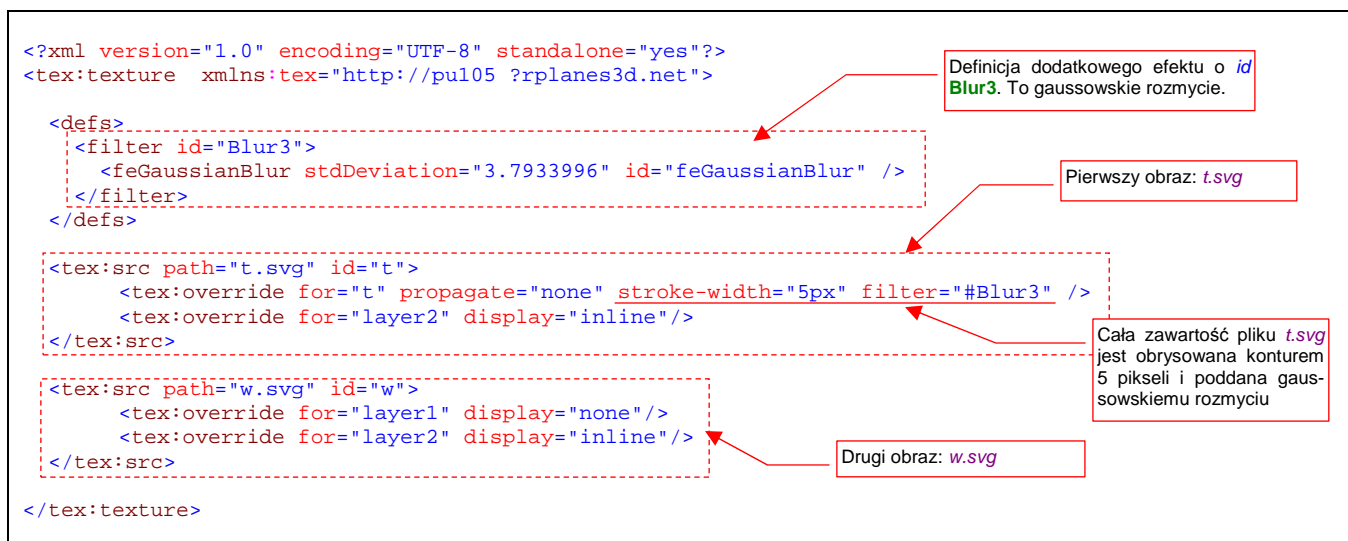 <?xml version="1.0" encoding="UTF-8" standalone="yes"?>
<tex:texture  xmlns:tex="http://pu105 ?rplanes3d.net">
Definicja dodatkowego efektu o id
Blur3. To gaussowskie rozmycie.
<defs>
<filter id="Blur3">
<feGaussianBlur stdDeviation="3.7933996" id="feGaussianBlur" />
</filter>
</defs>
Pierwszy obraz: t.svg
<tex:src path="t.svg" id="t">
<tex:override for="t" propagate="none" stroke-width="5px" filter="#Blur3" />
<tex:override for="layer2" display="inline"/>
</tex:src>
Cała zawartość pliku t.svg
jest obrysowana konturem
5 pikseli i poddana gaus-
sowskiemu rozmyciu
<tex:src path="w.svg" id="w">
<tex:override for="layer1" display="none"/>
<tex:override for="layer2" display="inline"/>
</tex:src>
Drugi obraz: w.svg
</tex:texture>